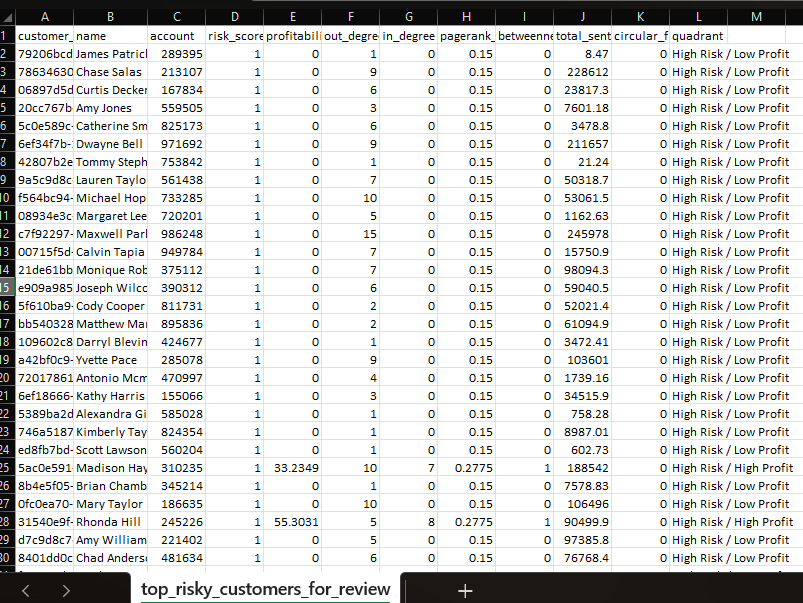 A B C D E F G H I J K L M
1 customer_ name account risk_score profitabili out_degre in_degree pagerank_ betweenne total_sent circular_f quadrant
2 79206bcd James Patric 289395 1 0 1 0 0.15 0 8.47 0 High Risk / Low Profit
3 78634630 Chase Salas 213107 1 0 9 0 0.15 0 228612 0 High Risk / Low Profit
4 06897d5d Curtis Decker 167834 1 0 6 0 0.15 0 23817.3 0 High Risk / Low Profit
5 20cc767b Amy Jones 559505 1 0 3 0 0.15 0 7601.18 0 High Risk / Low Profit
6 5c0e589c- Catherine Sm 825173 1 0 6 0 0.15 0 3478.8 0 High Risk / Low Profit
7 6ef34f7b- Dwayne Bell 971692 1 0 9 0 0.15 0 211657 0 High Risk / Low Profit
8 42807b2e Tommy Steph 753842 1 0 1 0 0.15 0 21.24 0 High Risk / Low Profit
9 9a5c9d8c Lauren Taylo 561438 1 0 7 0 0.15 0 50318.7 0 High Risk / Low Profit
10 f564bc94- Michael Hop 733285 1 0 10 0 0.15 0 53061.5 0 High Risk / Low Profit
11 08934e3c Margaret Lee 720201 1 0 5 0 0.15 0 1162.63 0 High Risk / Low Profit
12 c7f92297- Maxwell Parl 986248 1 0 15 0 0.15 0 245978 0 High Risk / Low Profit
13 00715f5d- Calvin Tapia 949784 1 0 7 0 0.15 0 15750.9 0 High Risk / Low Profit
14 21de61bb Monique Rob 375112 1 0 7 0 0.15 0 98094.3 0 High Risk / Low Profit
15 e909a985 Joseph Wilco 390312 1 0 6 0 0.15 0 59040.5 0 High Risk / Low Profit
16 5f610ba9- Cody Cooper 811731 1 0 2 0 0.15 0 52021.4 0 High Risk / Low Profit
17 bb540328 Matthew Mar 895836 1 0 2 0 0.15 0 61094.9 0 High Risk / Low Profit
18 109602c8 Darryl Blevin 424677 1 0 1 0 0.15 0 3472.41 0 High Risk / Low Profit
19 a42bf0c9- Yvette Pace 285078 1 0 9 0 0.15 0 103601 0 High Risk / Low Profit
20 72017861 Antonio Mcm 470997 1 0 4 0 0.15 0 1739.16 0 High Risk / Low Profit
21 6ef18666- Kathy Harris 155066 1 0 3 0 0.15 0 34515.9 0 High Risk / Low Profit
22 5389ba2d Alexandra Gi 585028 1 0 1 0 0.15 0 758.28 0 High Risk / Low Profit
23 746a5187 Kimberly Tay 824354 1 0 1 0 0.15 0 8987.01 0 High Risk / Low Profit
24 ed8fb7bd- Scott Lawson 560204 1 0 1 0 0.15 0 602.73 0 High Risk / Low Profit
25 5ac0e591 Madison Hay 310235 1 33.2349 10 7 0.2775 1 188542 0 High Risk / High Profit
26 8b4e5f05- Brian Chamb 345214 1 0 1 0 0.15 0 7578.83 0 High Risk / Low Profit
27 0fc0ea70- Mary Taylor 186635 1 0 10 0 0.15 0 106496 0 High Risk / Low Profit
28 31540e9f- Rhonda Hill 245226 1 55.3031 5 8 0.2775 1 90499.9 0 High Risk / High Profit
29 d7c9d8c7 Amy William 221402 1 0 5 0 0.15 0 97385.8 0 High Risk / Low Profit
30 8401dd0c Chad Anders 481634 1 0 6 0 0.15 0 76768.4 0 High Risk / Low Profit
top_risky_customers_for_review